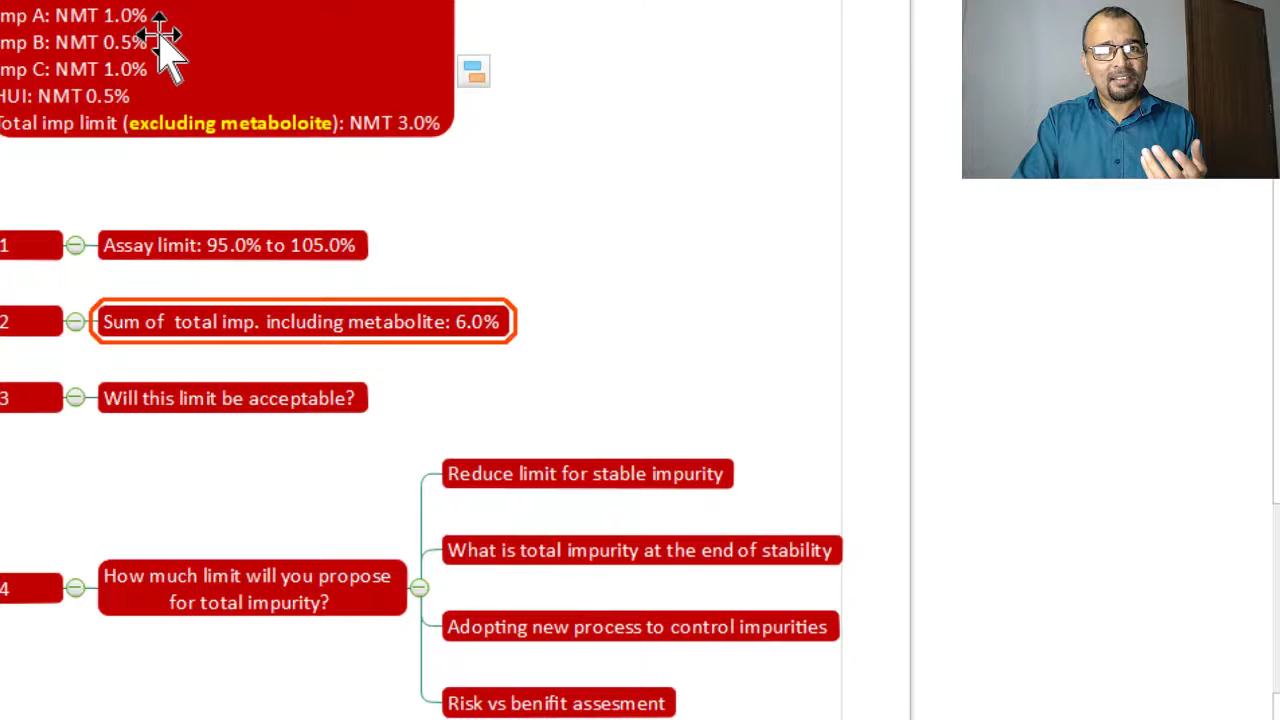 mp A: NMT 1.0%
mp B: NMT 0.5%
mp C: NMT 1.0%
HUI: NMT 0.5%
Total imp limit (excluding metaboloite): NMT 3.0%
1
Assay limit: 95.0% to 105.0%
2
Sum of total imp. including metabolite: 6.0%
3
Will this limit be acceptable?
Reduce limit for stable impurity
What is total impurity at the end of stability
4
How much limit will you propose
for total impurity?
Adopting new process to control impurities
Risk vs benifit assesment